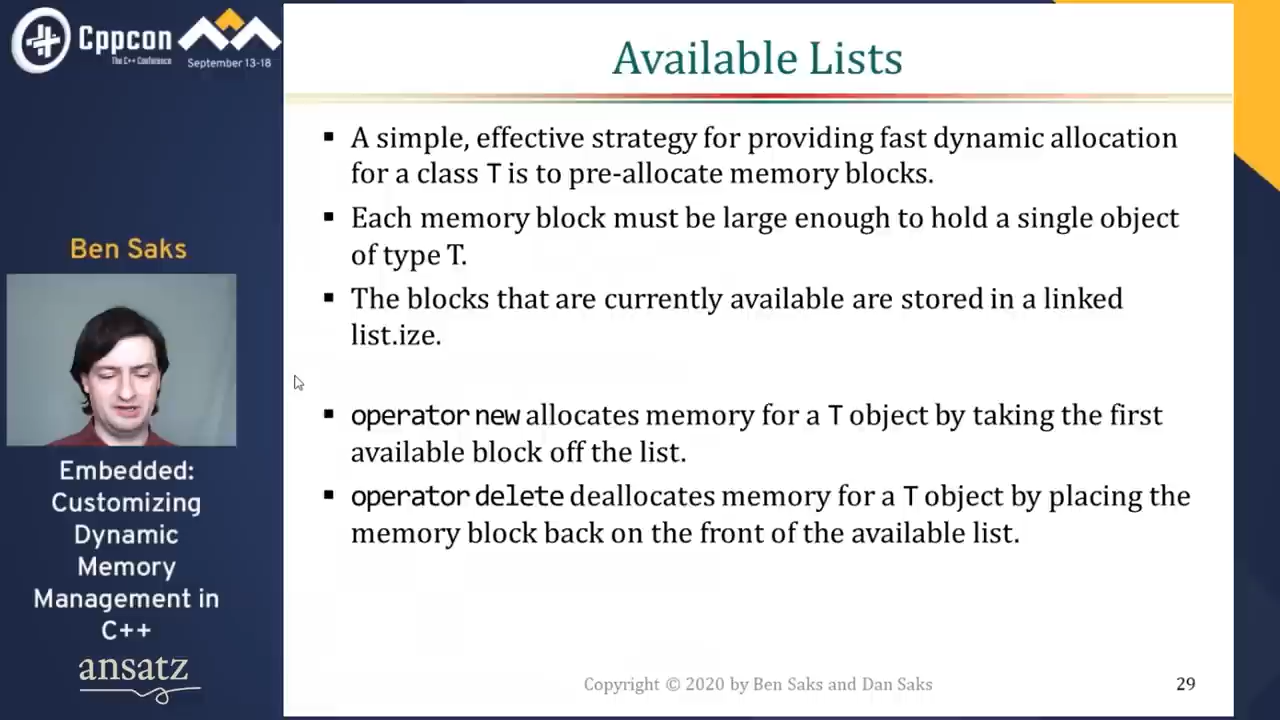 Cppcon
The C++ Conference
September 13-18
Ben Saks
Embedded:
Customizing
Dynamic
Memory
Management in
C++
ansatz
Available Lists
▪ A simple, effective strategy for providing fast dynamic allocation
for a class T is to pre-allocate memory blocks.
▪ Each memory block must be large enough to hold a single object
of type T.
▪ The blocks that are currently available are stored in a linked
list.ize.
▪ operator new allocates memory for a T object by taking the first
available block off the list.
▪ operator delete deallocates memory for a T object by placing the
memory block back on the front of the available list.
Copyright © 2020 by Ben Saks and Dan Saks
29